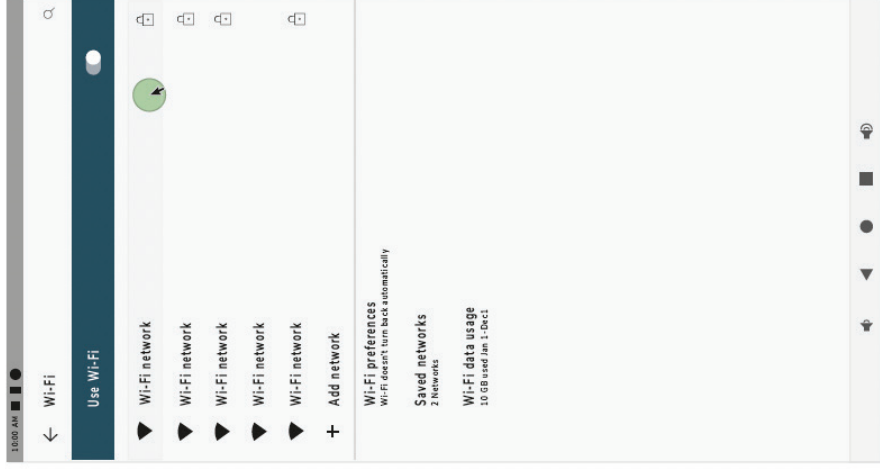 10:00 AM
Wi-Fi
Use Wi-Fi
Wi-Fi network
Wi-Fi network
Wi-Fi network
Wi-Fi network
Wi-Fi network
Add network
Wi-Fi preferences
Wi-Fi doesn't turn back automatically
Saved networks
2 Networks
Wi-Fi data usage
10 GB used Jan 1-Dec1